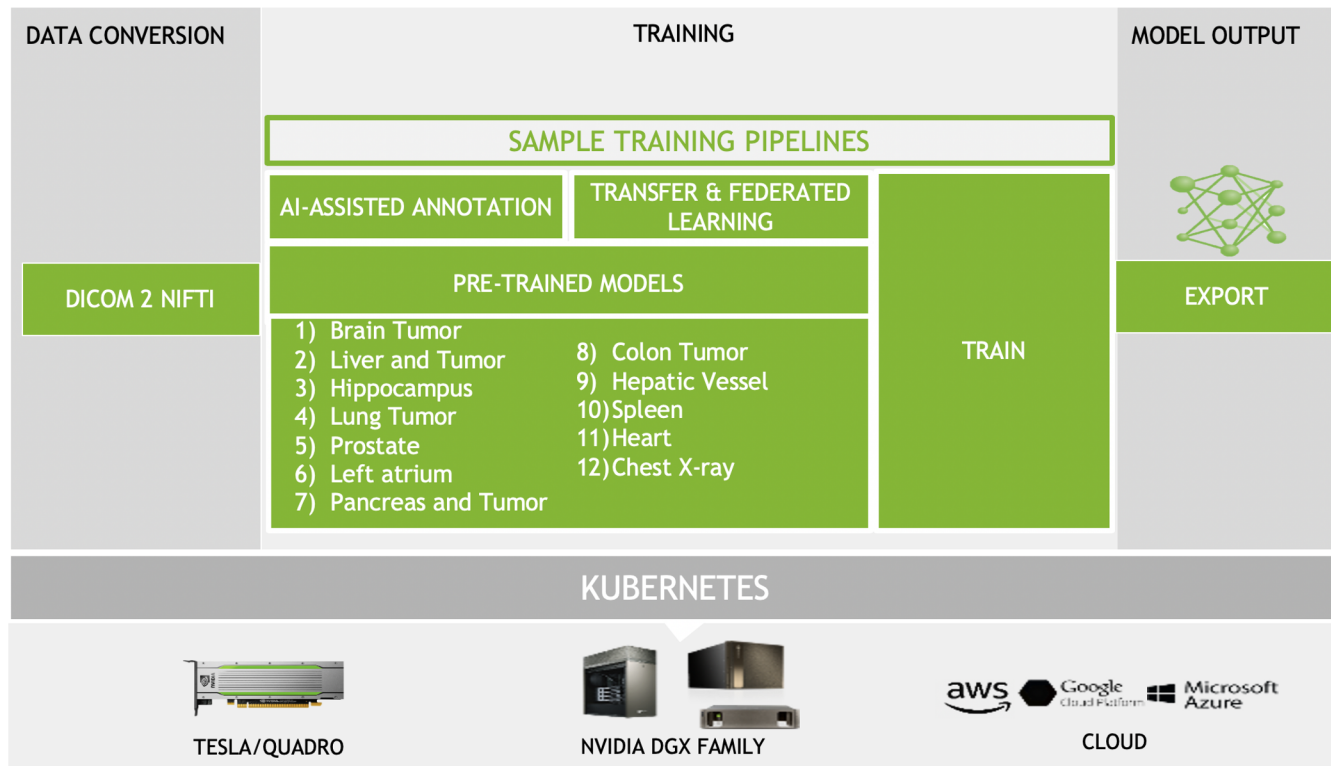 DATA CONVERSION
TRAINING
MODEL OUTPUT
SAMPLE TRAINING PIPELINES
AI-ASSISTED ANNOTATION
TRANSFER & FEDERATED
LEARNING
PRE-TRAINED MODELS
DICOM 2 NIFTI
1) Brain Tumor
2) Liver and Tumor
3) Hippocampus
4) Lung Tumor
5) Prostate
6) Left atrium
7) Pancreas and Tumor
8) Colon Tumor
9) Hepatic Vessel
10)Spleen
11)Heart
12)Chest X-ray
TRAIN
EXPORT
KUBERNETES
nVIDIA
aws
Google
Cloud Platform
Microsoft
Azure
TESLA/QUADRO
NVIDIA DGX FAMILY
CLOUD